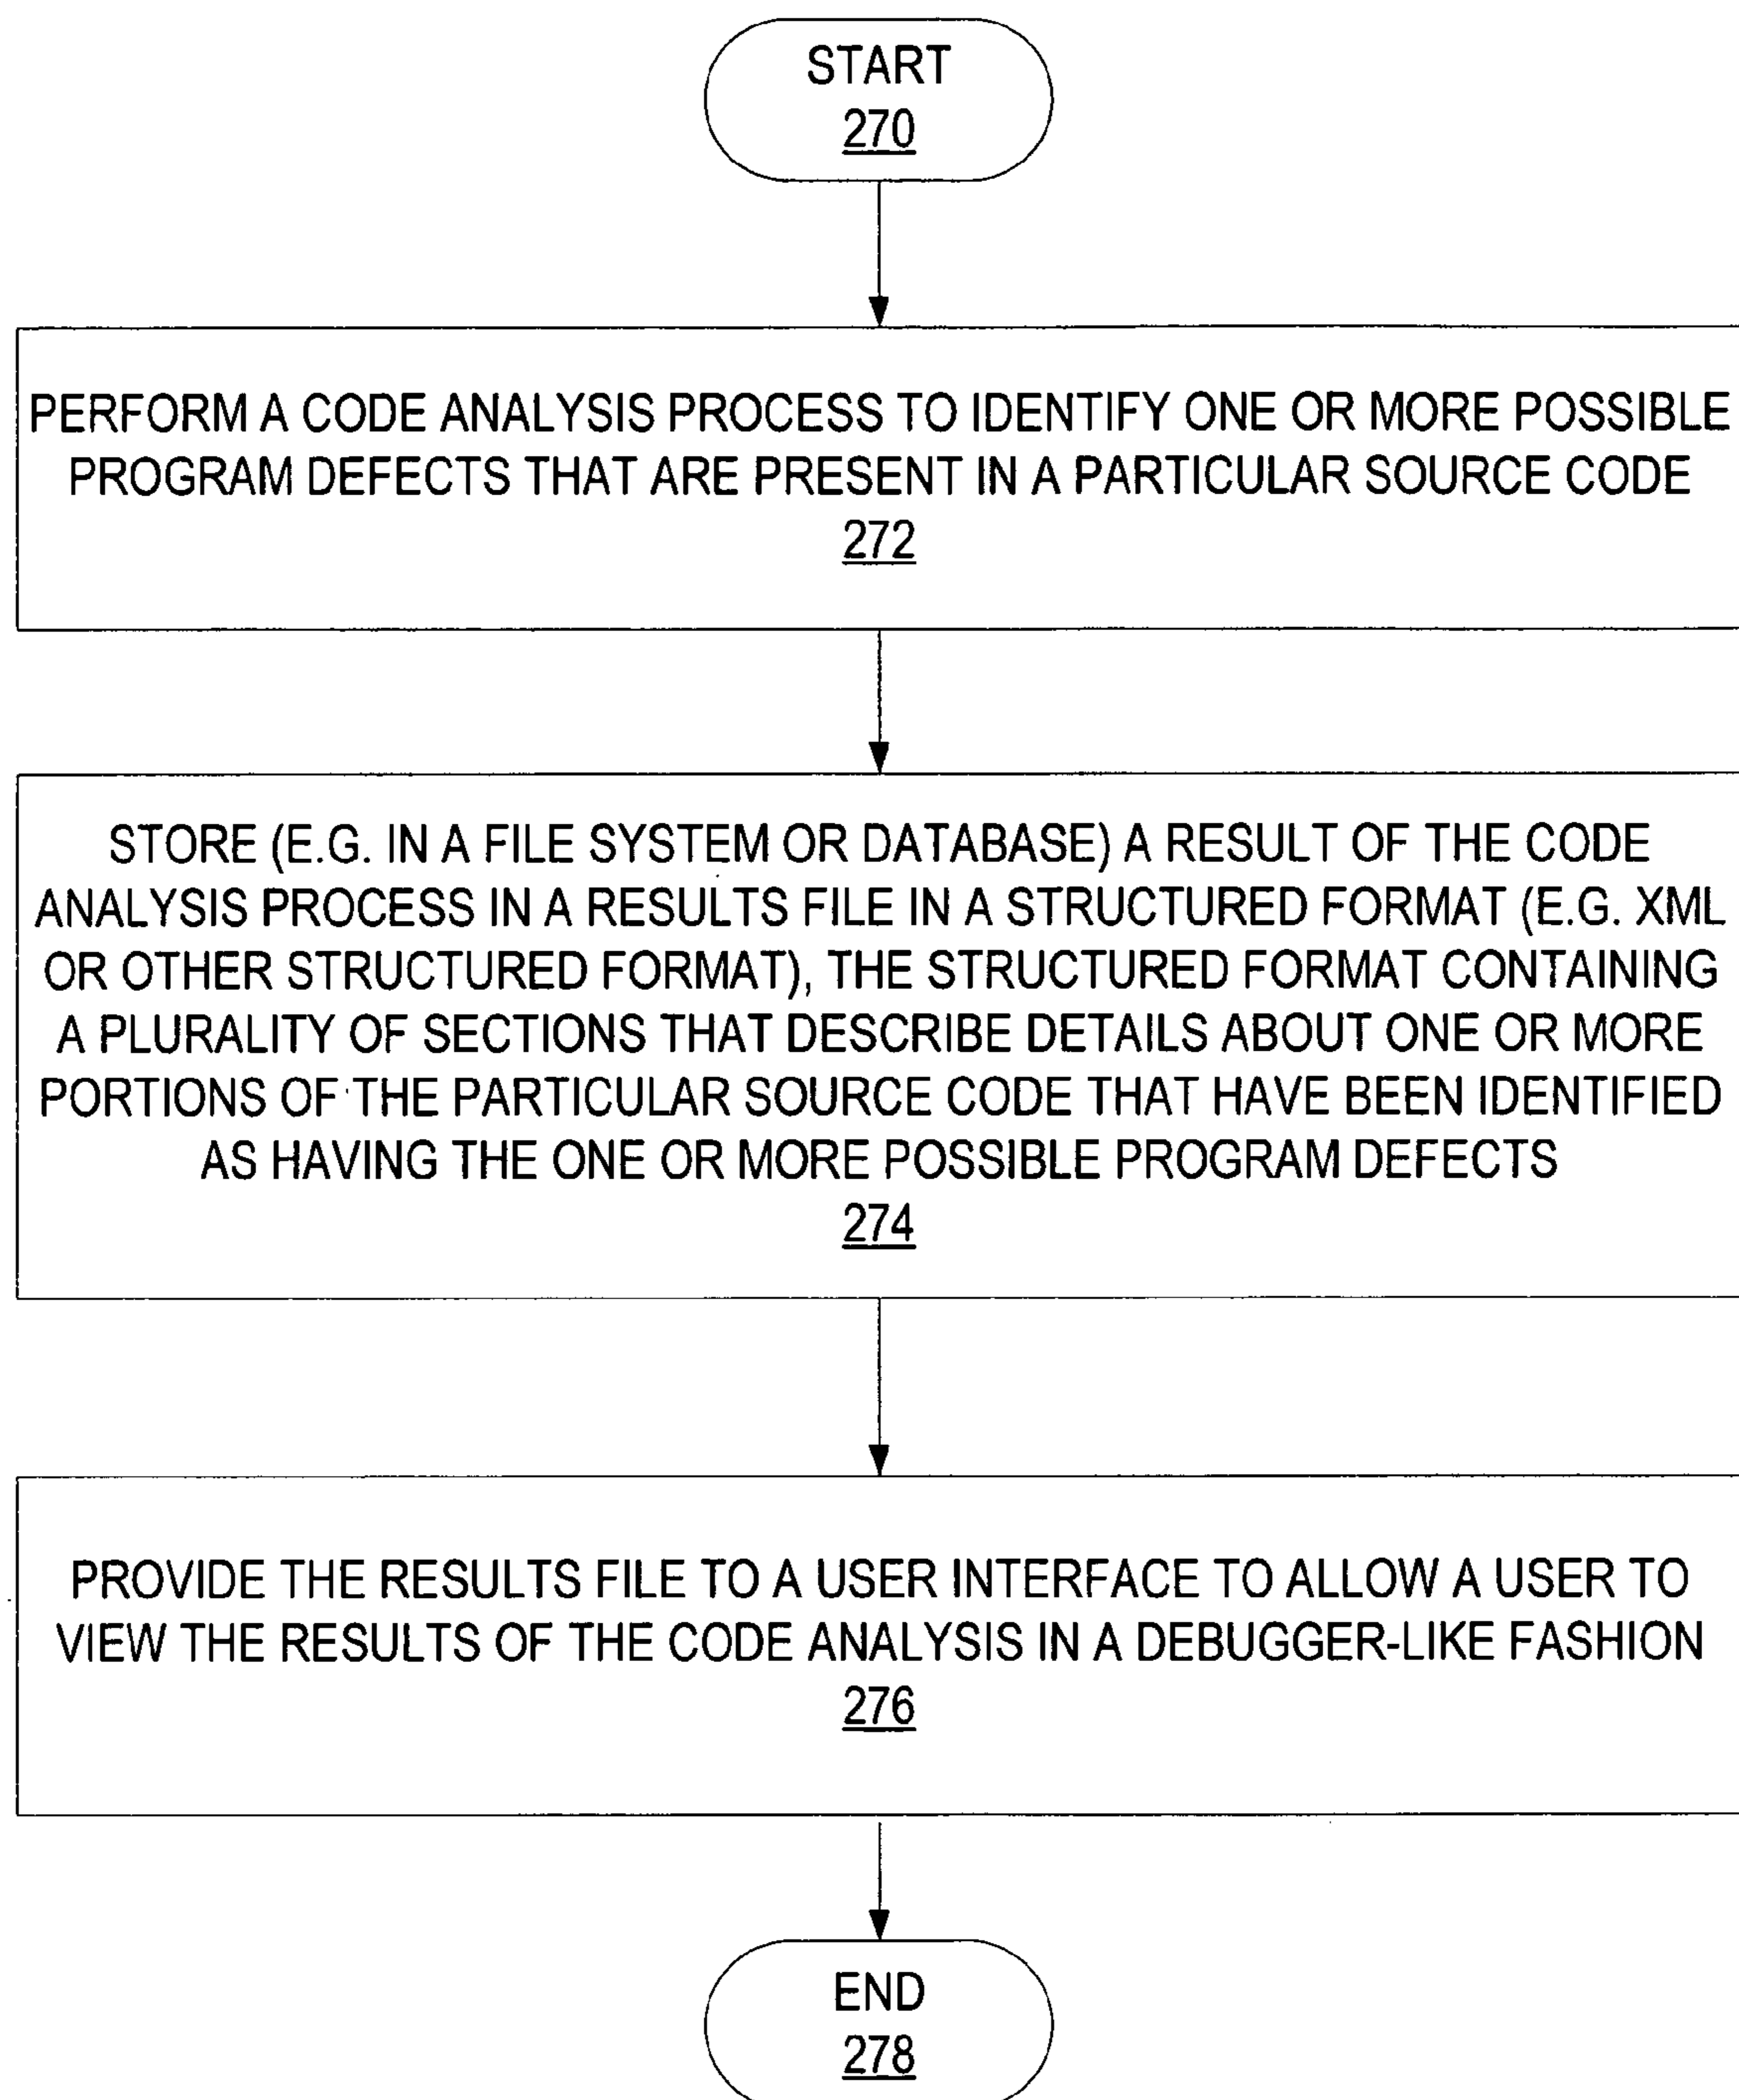 START
270
PERFORM A CODE ANALYSIS PROCESS TO IDENTIFY ONE OR MORE POSSIBLE
PROGRAM DEFECTS THAT ARE PRESENT IN A PARTICULAR SOURCE CODE
272
STORE (E.G. IN A FILE SYSTEM OR DATABASE) A RESULT OF THE CODE
ANALYSIS PROCESS IN A RESULTS FILE IN A STRUCTURED FORMAT (E.G. XML
OR OTHER STRUCTURED FORMAT), THE STRUCTURED FORMAT CONTAINING
A PLURALITY OF SECTIONS THAT DESCRIBE DETAILS ABOUT ONE OR MORE
PORTIONS OF THE PARTICULAR SOURCE CODE THAT HAVE BEEN IDENTIFIED
AS HAVING THE ONE OR MORE POSSIBLE PROGRAM DEFECTS
274
PROVIDE THE RESULTS FILE TO A USER INTERFACE TO ALLOW A USER TO
VIEW THE RESULTS OF THE CODE ANALYSIS IN A DEBUGGER-LIKE FASHION
276
END
278